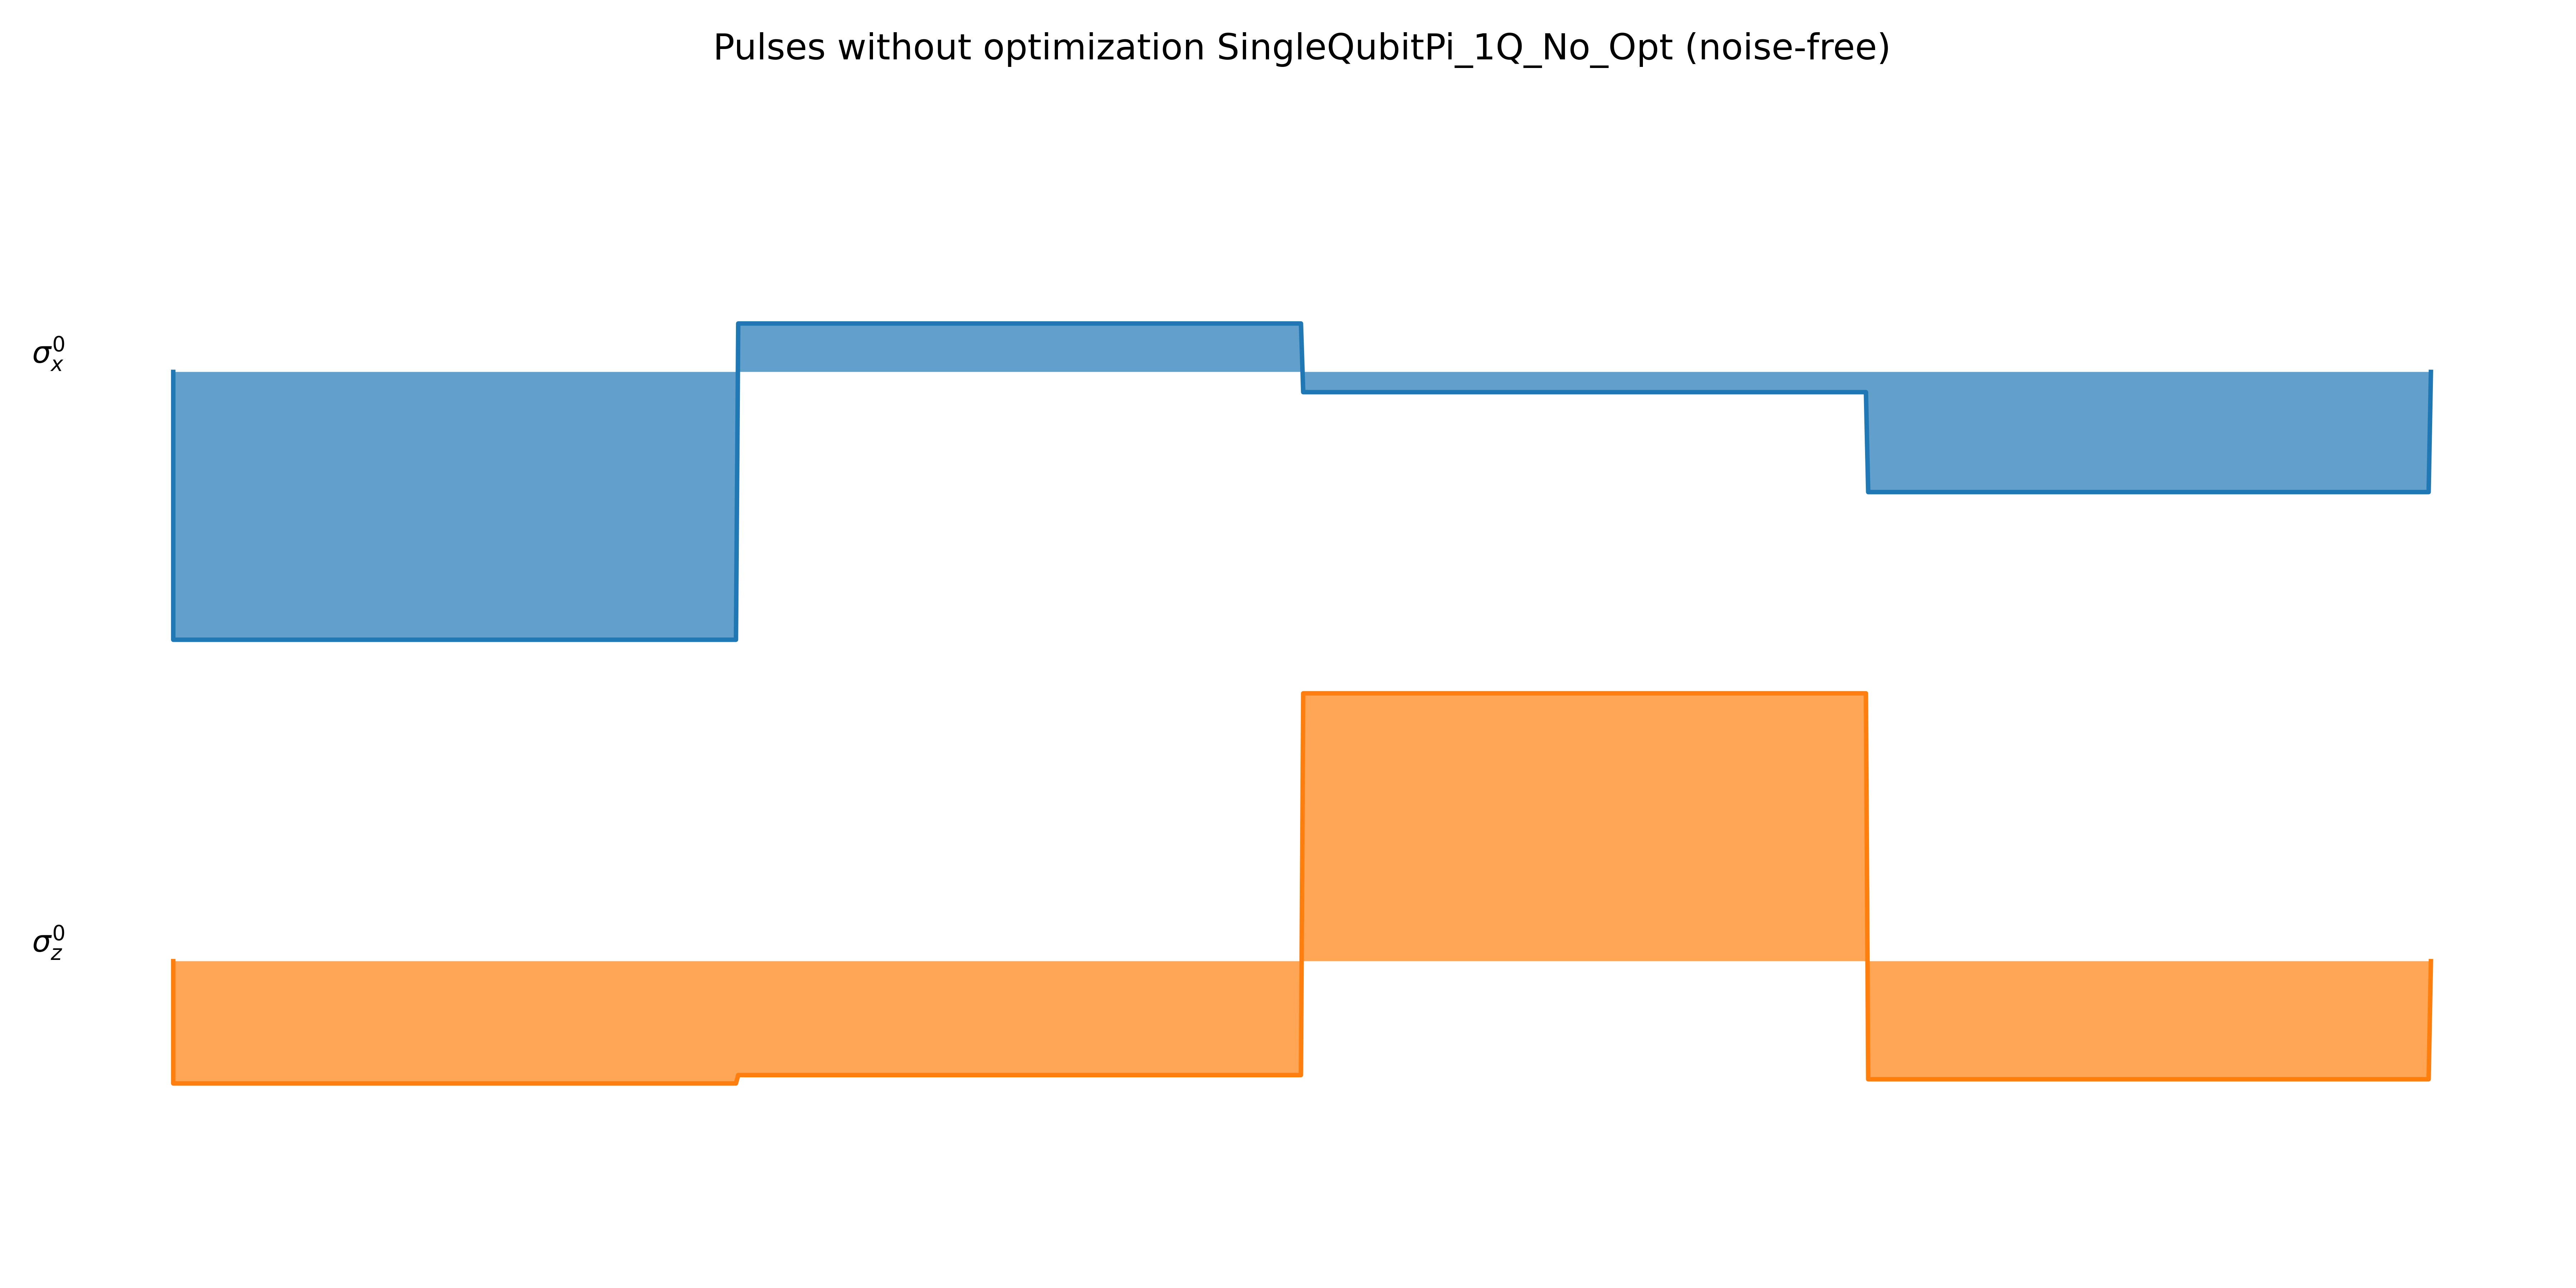 Pulses without optimization SingleQubitPi_1Q_No_Opt (noise-free)
σ_x^0
σ_z^0